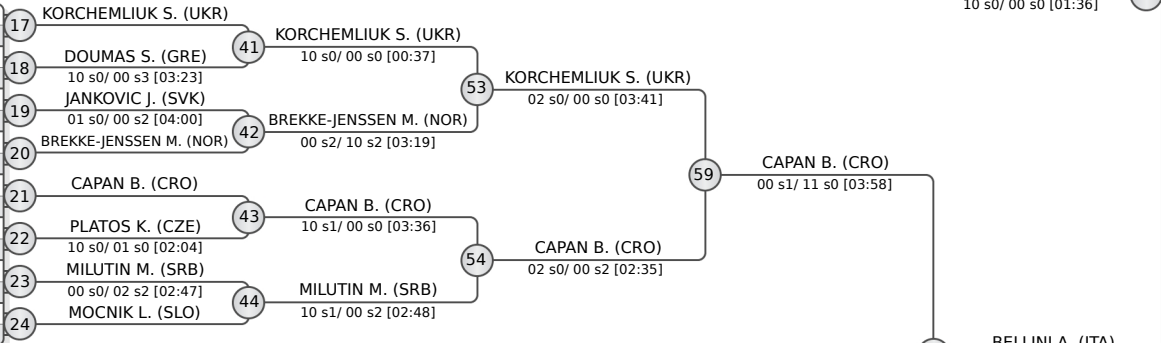 10 s0/ 00 s0 [01:36]
17
KORCHEMLIUK S. (UKR)
41
KORCHEMLIUK S. (UKR)
10 s0/ 00 s0 [00:37]
18
DOUMAS S. (GRE)
10 s0/ 00 s3 [03:23]
53
KORCHEMLIUK S. (UKR)
02 s0/ 00 s0 [03:41]
19
JANKOVIC J. (SVK)
01 s0/ 00 s2 [04:00]
42
BREKKE-JENSSEN M. (NOR)
00 s2/ 10 s2 [03:19]
20
BREKKE-JENSSEN M. (NOR)
59
CAPAN B. (CRO)
00 s1/ 11 s0 [03:58]
21
CAPAN B. (CRO)
43
CAPAN B. (CRO)
10 s1/ 00 s0 [03:36]
22
PLATOS K. (CZE)
10 s0/ 01 s0 [02:04]
54
CAPAN B. (CRO)
02 s0/ 00 s2 [02:35]
23
MILUTIN M. (SRB)
00 s0/ 02 s2 [02:47]
44
MILUTIN M. (SRB)
10 s1/ 00 s2 [02:48]
24
MOCNIK L. (SLO)
BELLINI A. (ITA)